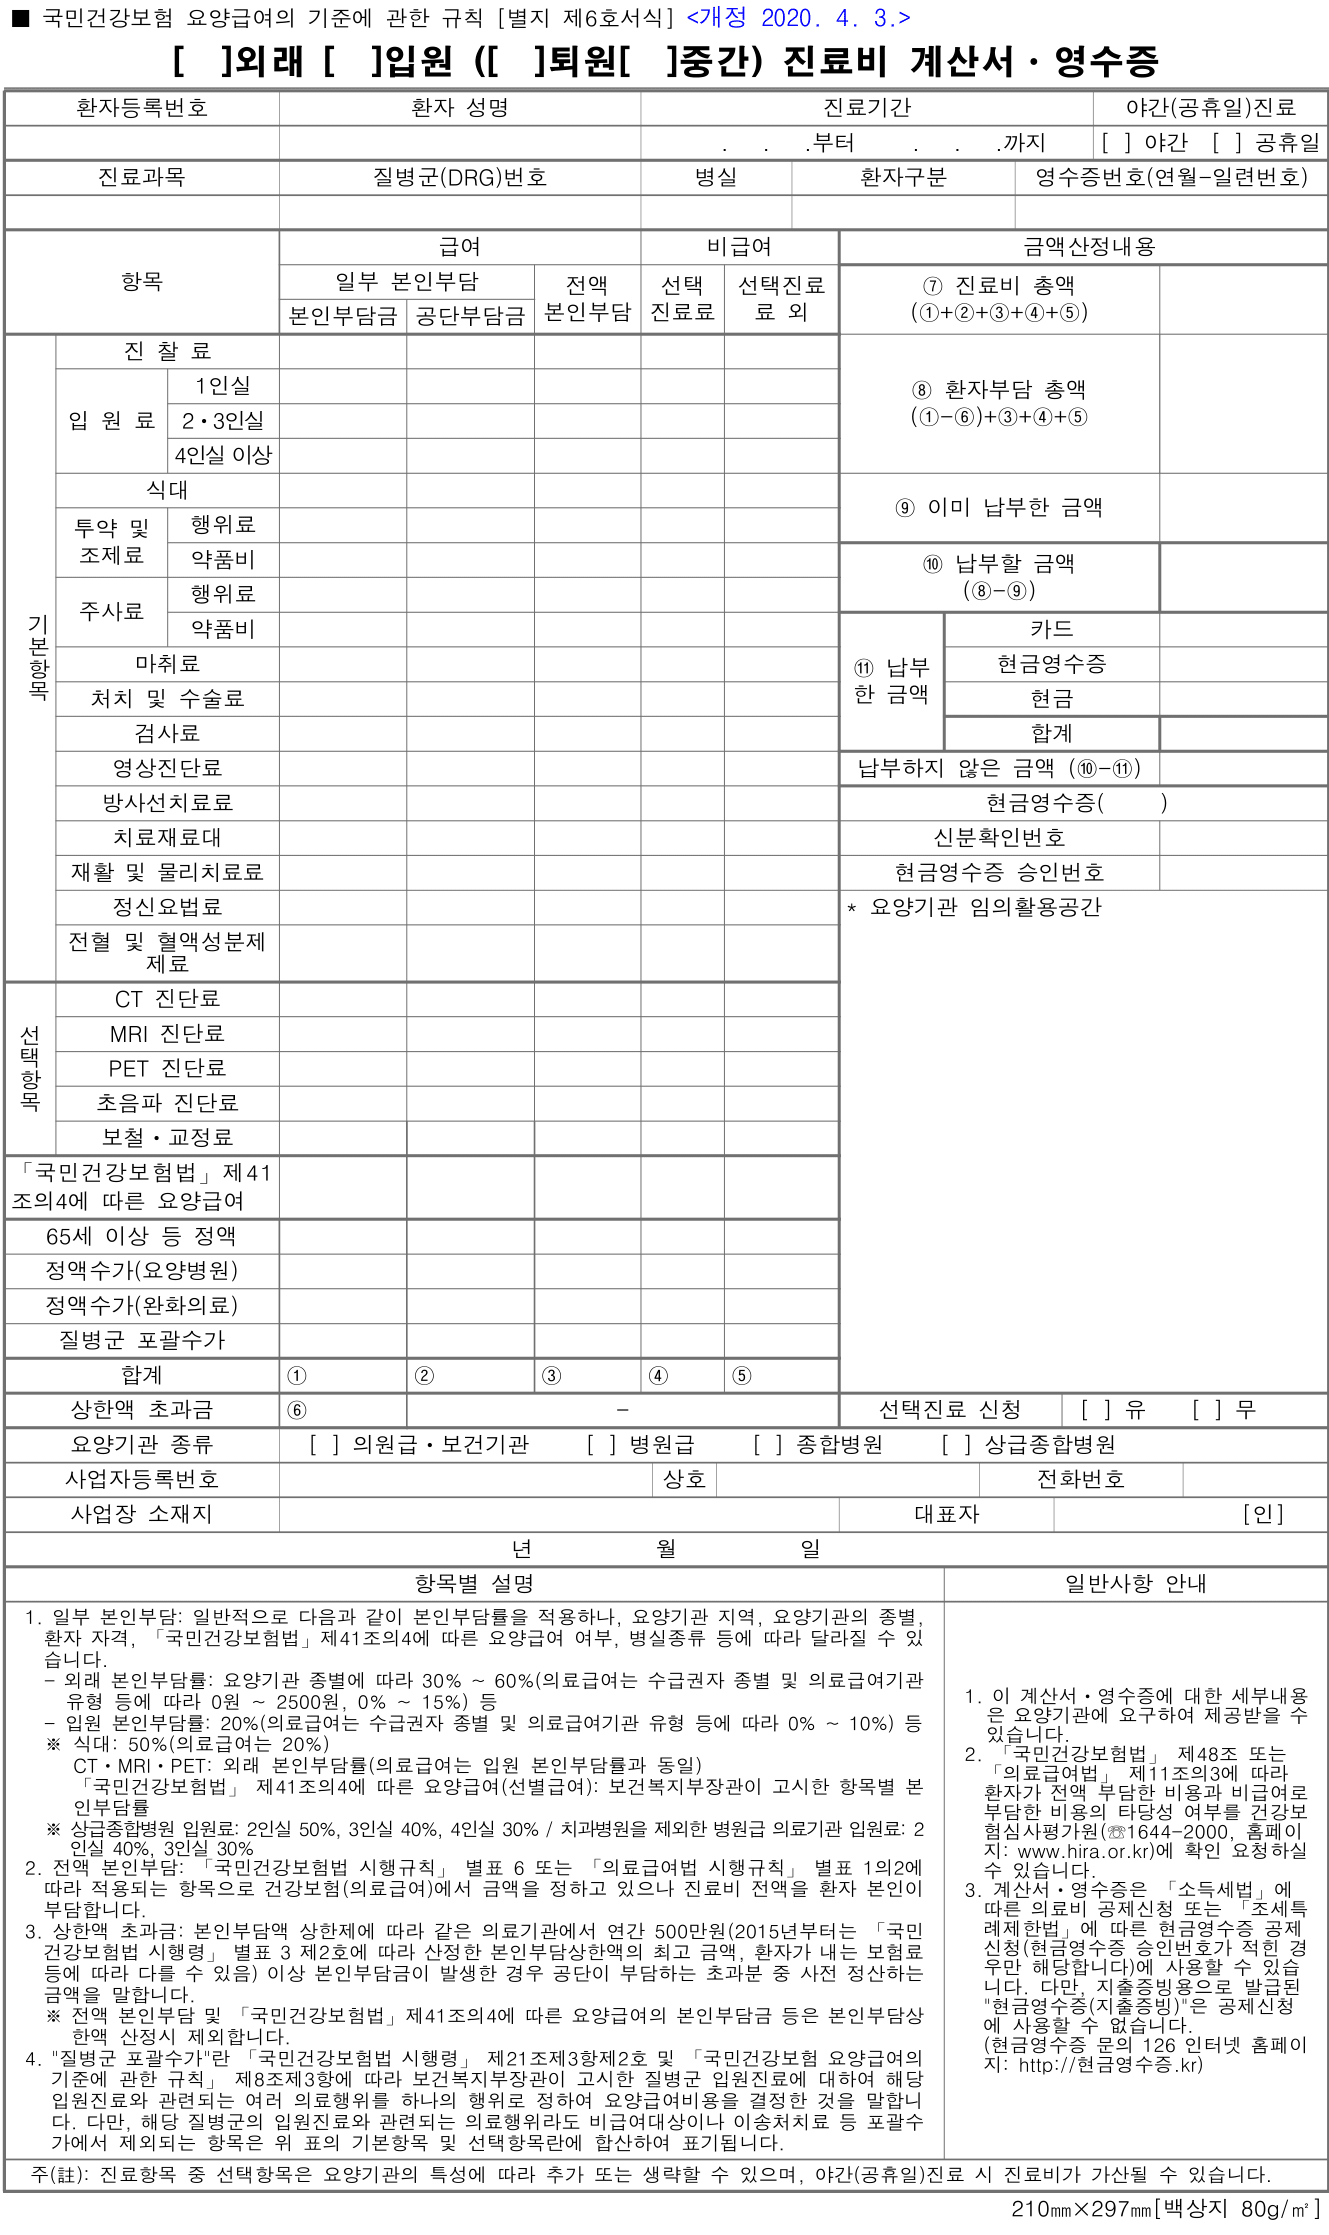 ■ 국민건강보험 요양급여의 기준에 관한 규칙 [별지 제6호서식] <개정 2020. 4. 3.>
[ ]외래 [ ]입원 ([ ]퇴원[ ]중간) 진료비 계산서·영수증
환자등록번호 환자 성명 진료기간 야간(공휴일)진료
. . .부터 . . .까지 [ ] 야간 [ ] 공휴일
진료과목 질병군(DRG)번호 병실 환자구분 영수증번호(연월-일련번호)
항목 급여 비급여 금액산정내용
일부 본인부담 전액 본인부담 선택 진료료 선택진료료 외
본인부담금 공단부담금
⑦ 진료비 총액
(①+②+③+④+⑤)
기본항목
진 찰 료
입 원 료 1인실
2·3인실
4인실 이상
⑧ 환자부담 총액
(①-⑥)+③+④+⑤
식대
⑨ 이미 납부한 금액
투약 및 조제료 행위료
약품비
⑩ 납부할 금액
(⑧-⑨)
주사료 행위료
약품비
⑪ 납부한 금액 카드
마취료 현금영수증
처치 및 수술료 현금
검사료 합계
영상진단료 납부하지 않은 금액 (⑩-⑪)
방사선치료료 현금영수증( )
치료재료대 신분확인번호
재활 및 물리치료료 현금영수증 승인번호
정신요법료 * 요양기관 임의활용공간
전혈 및 혈액성분제
제료
선택항목
CT 진단료
MRI 진단료
PET 진단료
초음파 진단료
보철·교정료
「국민건강보험법」제41
조의4에 따른 요양급여
65세 이상 등 정액
정액수가(요양병원)
정액수가(완화의료)
질병군 포괄수가
합계 ① ② ③ ④ ⑤
상한액 초과금 ⑥ - 선택진료 신청 [ ] 유 [ ] 무
요양기관 종류 [ ] 의원급·보건기관 [ ] 병원급 [ ] 종합병원 [ ] 상급종합병원
사업자등록번호 상호 전화번호
사업장 소재지 대표자 [인]
년 월 일
항목별 설명
1. 일부 본인부담: 일반적으로 다음과 같이 본인부담률을 적용하나, 요양기관 지역, 요양기관의 종별,
환자 자격, 「국민건강보험법」제41조의4에 따른 요양급여 여부, 병실종류 등에 따라 달라질 수 있
습니다.
- 외래 본인부담률: 요양기관 종별에 따라 30% ~ 60%(의료급여는 수급권자 종별 및 의료급여기관
유형 등에 따라 0원 ~ 2500원, 0% ~ 15%) 등
- 입원 본인부담률: 20%(의료급여는 수급권자 종별 및 의료급여기관 유형 등에 따라 0% ~ 10%) 등
※ 식대: 50%(의료급여는 20%)
CT·MRI·PET: 외래 본인부담률(의료급여는 입원 본인부담률과 동일)
「국민건강보험법」 제41조의4에 따른 요양급여(선별급여): 보건복지부장관이 고시한 항목별 본
인부담률
※ 상급종합병원 입원료: 2인실 50%, 3인실 40%, 4인실 30% / 치과병원을 제외한 병원급 의료기관 입원료: 2
인실 40%, 3인실 30%
2. 전액 본인부담: 「국민건강보험법 시행규칙」 별표 6 또는 「의료급여법 시행규칙」 별표 1의2에
따라 적용되는 항목으로 건강보험(의료급여)에서 금액을 정하고 있으나 진료비 전액을 환자 본인이
부담합니다.
3. 상한액 초과금: 본인부담액 상한제에 따라 같은 의료기관에서 연간 500만원(2015년부터는 「국민
건강보험법 시행령」 별표 3 제2호에 따라 산정한 본인부담상한액의 최고 금액, 환자가 내는 보험료
등에 따라 다를 수 있음) 이상 본인부담금이 발생한 경우 공단이 부담하는 초과분 중 사전 정산하는
금액을 말합니다.
※ 전액 본인부담 및 「국민건강보험법」제41조의4에 따른 요양급여의 본인부담금 등은 본인부담상
한액 산정시 제외합니다.
4. "질병군 포괄수가"란 「국민건강보험법 시행령」 제21조제3항제2호 및 「국민건강보험 요양급여의
기준에 관한 규칙」 제8조제3항에 따라 보건복지부장관이 고시한 질병군 입원진료에 대하여 해당
입원진료와 관련되는 여러 의료행위를 하나의 행위로 정하여 요양급여비용을 결정한 것을 말합니
다. 다만, 해당 질병군의 입원진료와 관련되는 의료행위라도 비급여대상이나 이송처치료 등 포괄수
가에서 제외되는 항목은 위 표의 기본항목 및 선택항목란에 합산하여 표기됩니다.
일반사항 안내
1. 이 계산서·영수증에 대한 세부내용
은 요양기관에 요구하여 제공받을 수
있습니다.
2. 「국민건강보험법」 제48조 또는
「의료급여법」 제11조의3에 따라
환자가 전액 부담한 비용과 비급여로
부담한 비용의 타당성 여부를 건강보
험심사평가원(☏1644-2000, 홈페이
지: www.hira.or.kr)에 확인 요청하실
수 있습니다.
3. 계산서·영수증은 「소득세법」에
따른 의료비 공제신청 또는 「조세특
례제한법」에 따른 현금영수증 공제
신청(현금영수증 승인번호가 적힌 경
우만 해당합니다)에 사용할 수 있습
니다. 다만, 지출증빙용으로 발급된
"현금영수증(지출증빙)"은 공제신청
에 사용할 수 없습니다.
(현금영수증 문의 126 인터넷 홈페이
지: http://현금영수증.kr)
주(註): 진료항목 중 선택항목은 요양기관의 특성에 따라 추가 또는 생략할 수 있으며, 야간(공휴일)진료 시 진료비가 가산될 수 있습니다.
210㎜×297㎜[백상지 80g/㎡]